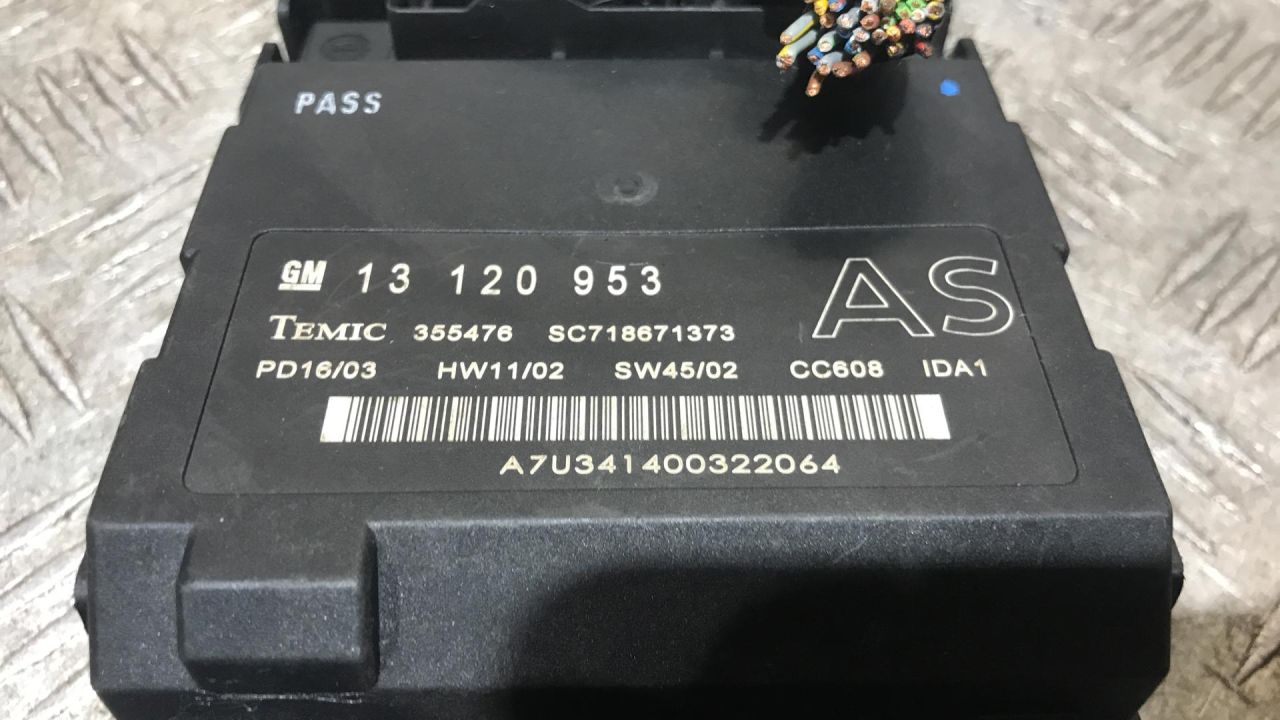 PASS
GM 13 120 953
AS
TEMIC 355476 SC718671373
PD16/03 HW11/02 SW45/02 CC608 IDA1
A7U341400322064